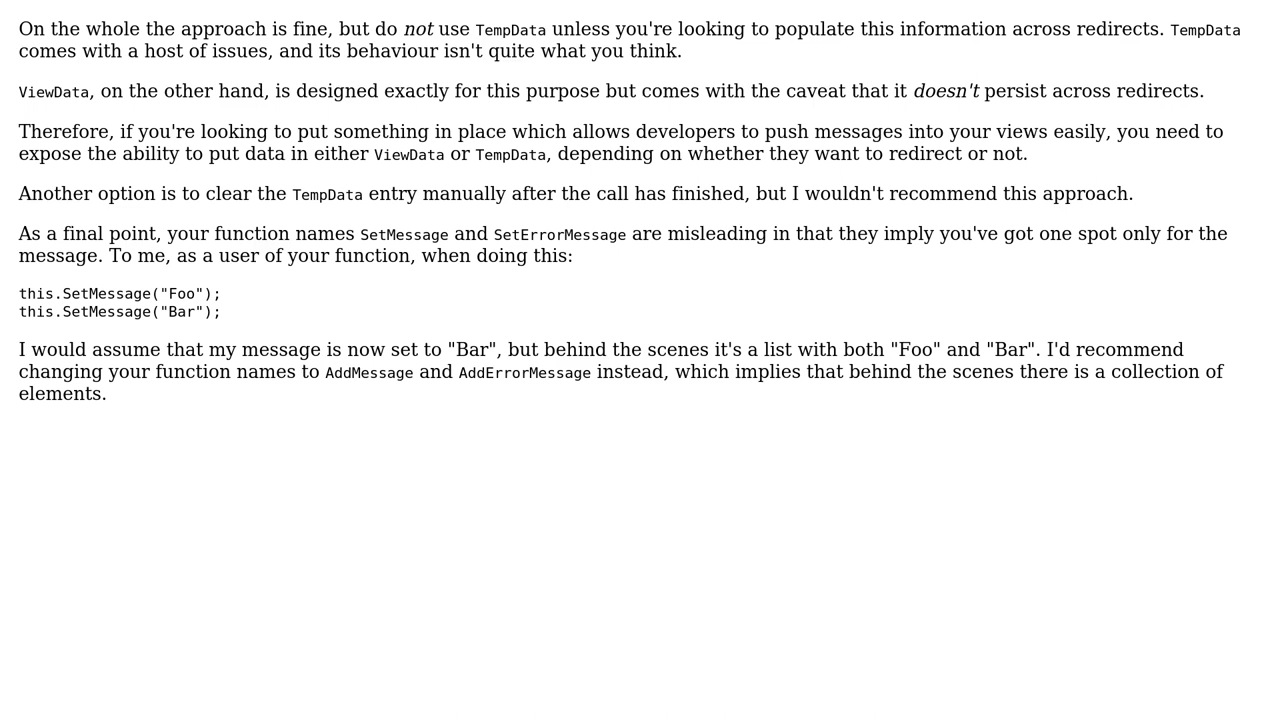 On the whole the approach is fine, but do not use TempData unless you're looking to populate this information across redirects. TempData
comes with a host of issues, and its behaviour isn't quite what you think.
ViewData, on the other hand, is designed exactly for this purpose but comes with the caveat that it doesn't persist across redirects.
Therefore, if you're looking to put something in place which allows developers to push messages into your views easily, you need to
expose the ability to put data in either ViewData or TempData, depending on whether they want to redirect or not.
Another option is to clear the TempData entry manually after the call has finished, but I wouldn't recommend this approach.
As a final point, your function names SetMessage and SetErrorMessage are misleading in that they imply you've got one spot only for the
message. To me, as a user of your function, when doing this:
this.SetMessage("Foo");
this.SetMessage("Bar");
I would assume that my message is now set to "Bar", but behind the scenes it's a list with both "Foo" and "Bar". I'd recommend
changing your function names to AddMessage and AddErrorMessage instead, which implies that behind the scenes there is a collection of
elements.